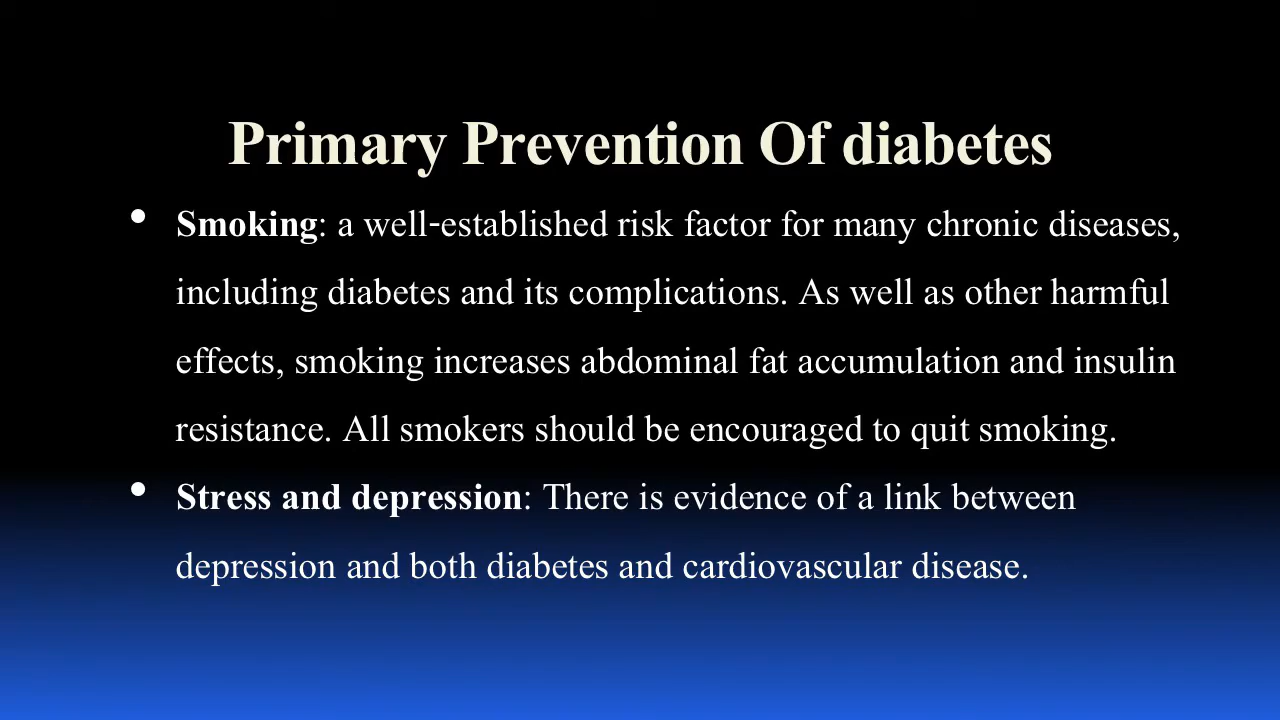 Primary Prevention Of diabetes
• Smoking: a well-established risk factor for many chronic diseases,
including diabetes and its complications. As well as other harmful
effects, smoking increases abdominal fat accumulation and insulin
resistance. All smokers should be encouraged to quit smoking.
• Stress and depression: There is evidence of a link between
depression and both diabetes and cardiovascular disease.